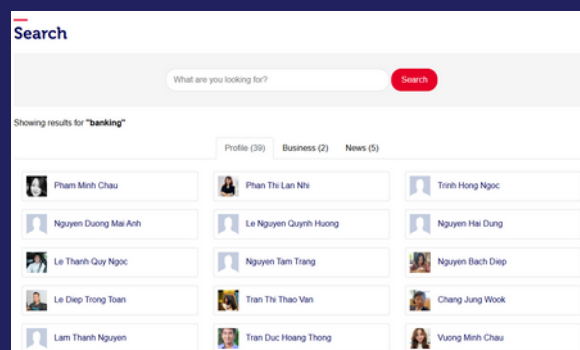 Search
What are you looking for?
Search
Showing results for "banking"
Profile (39) Business (2) News (5)
Pham Minh Chau
Phan Thi Lan Nhi
Trinh Hong Ngoc
Nguyen Duong Mai Anh
Le Nguyen Quynh Huong
Nguyen Hai Dung
Le Thanh Quy Ngoc
Nguyen Tam Trang
Nguyen Bach Diep
Le Diep Trong Toan
Tran Thi Thao Van
Chang Jung Wook
Lam Thanh Nguyen
Tran Duc Hoang Thong
Vuong Minh Chau